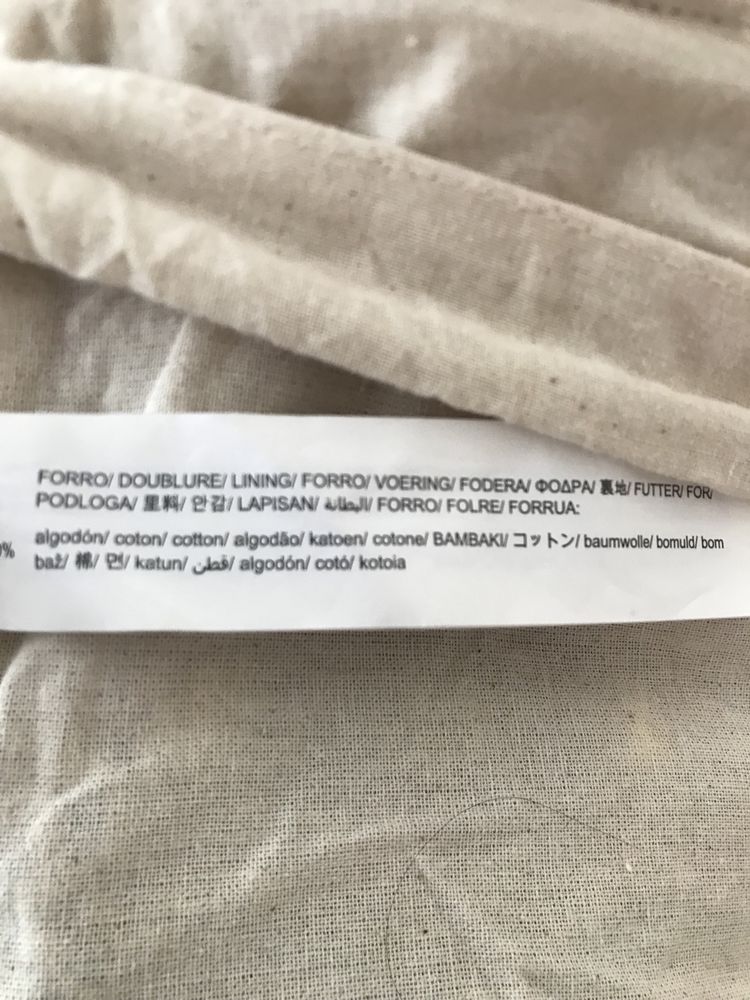 FORRO/ DOUBLURE/ LINING/ FORRO/ VOERING/ FODERA/ ΦΟΔΡΑ/ 裏地/ FUTTER/ FOR/
PODLOGA/ 里料/ 안감/ LAPISAN/ البطانة/ FORRO/ FOLRE/ FORRUA:
% algodón/ coton/ cotton/ algodão/ katoen/ cotone/ BAMBAKI/ コットン/ baumwolle/ bomuld/ bom
baž/ 棉/ 면/ katun/ قطن/ algodón/ cotó/ kotoia